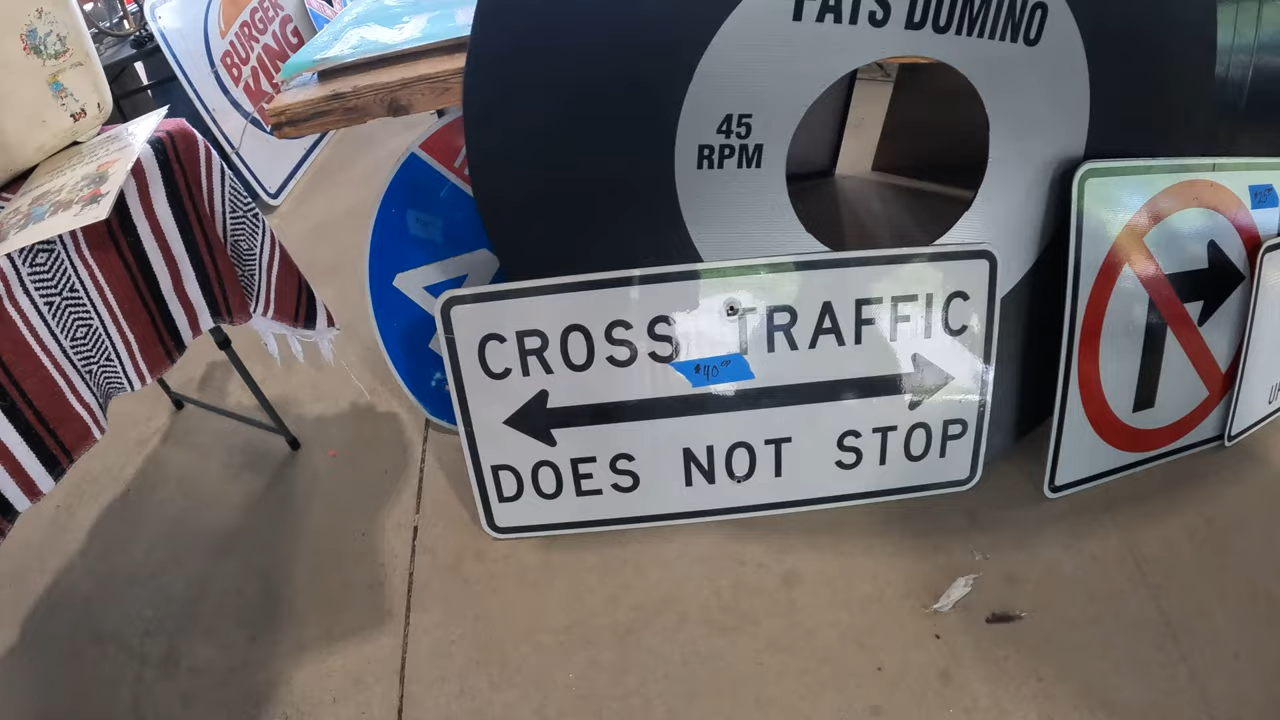 BURGER
KING
FATS DOMINO
45
RPM
CROSS TRAFFIC
$40.00
DOES NOT STOP